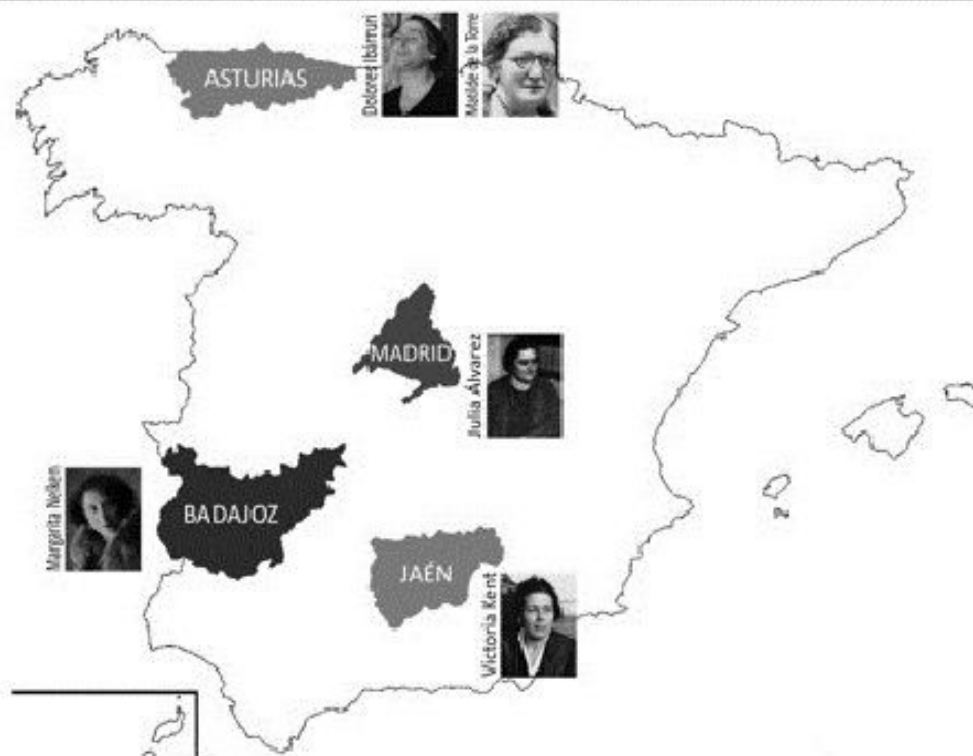 ASTURIAS
Dolores Ibárruri
Matilde de la Torre
MADRID
Julia Álvarez
Margarita Nelken
BADAJOZ
JAÉN
Victoria Kent